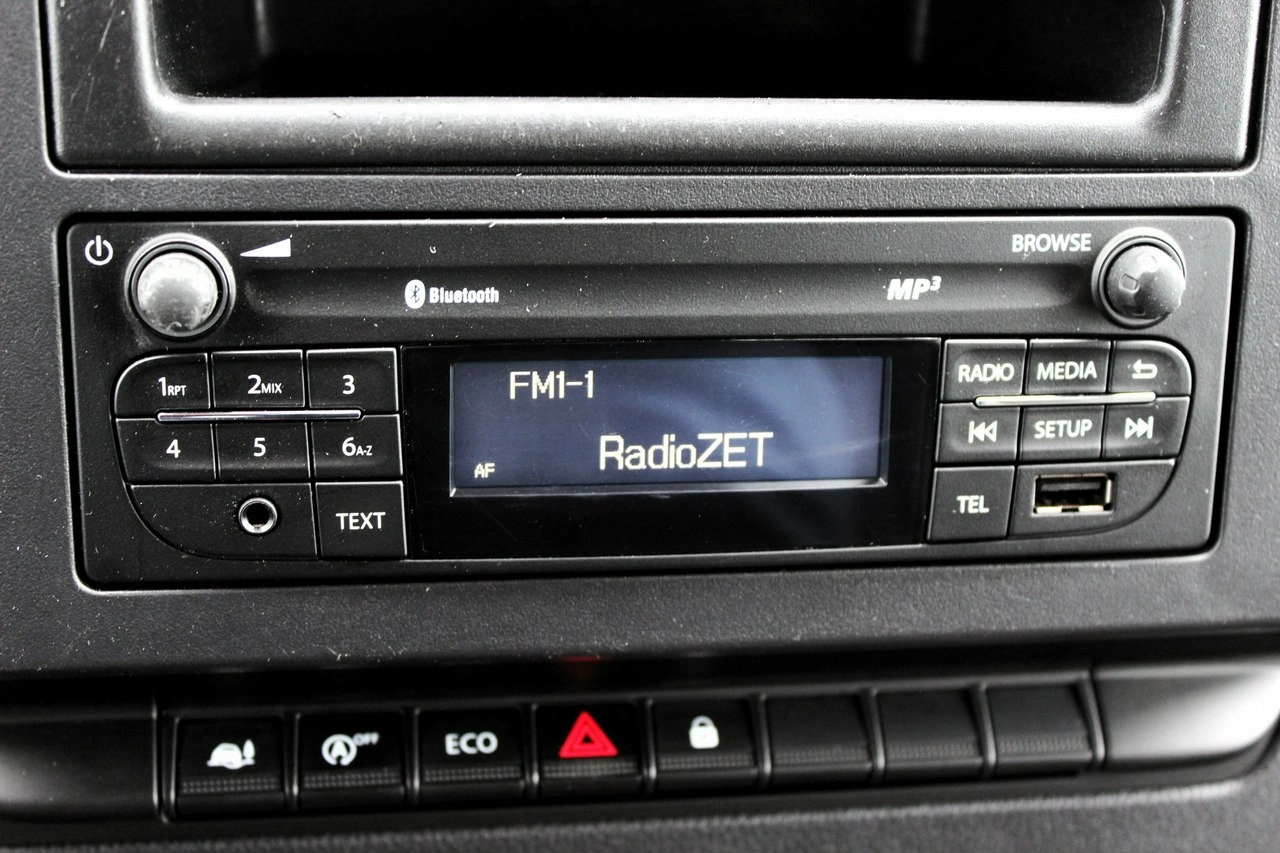 BROWSE
Bluetooth
MP3
1RPT 2MIX 3
FM1-1
RADIO MEDIA
4 5 6A-Z
AF RadioZET
SETUP
TEXT
TEL
A OFF
ECO